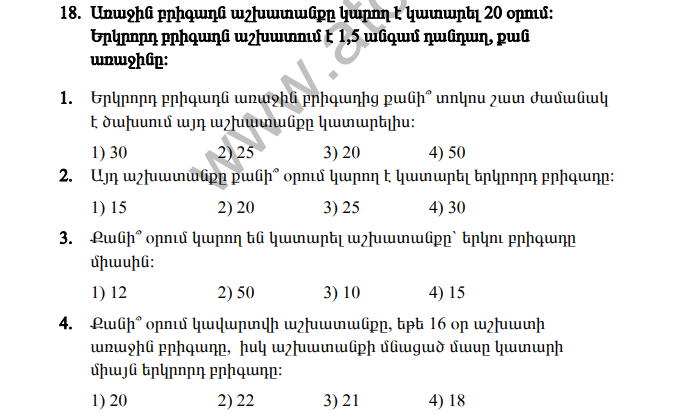 18. Առաջին բրիգադն աշխատանքը կարող է կատարել 20 օրում:
Երկրորդ բրիգադն աշխատում է 1,5 անգամ դանդաղ, քան
առաջինը:
1. Երկրորդ բրիգադն առաջին բրիգադից քանի՞ տոկոս շատ ժամանակ
է ծախսում այդ աշխատանքը կատարելիս:
1) 30 2) 25 3) 20 4) 50
2. Այդ աշխատանքը քանի՞ օրում կարող է կատարել երկրորդ բրիգադը:
1) 15 2) 20 3) 25 4) 30
3. Քանի՞ օրում կարող են կատարել աշխատանքը՝ երկու բրիգադը
միասին:
1) 12 2) 50 3) 10 4) 15
4. Քանի՞ օրում կավարտվի աշխատանքը, եթե 16 օր աշխատի
առաջին բրիգադը, իսկ աշխատանքի մնացած մասը կատարի
միայն երկրորդ բրիգադը:
1) 20 2) 22 3) 21 4) 18
www.atc